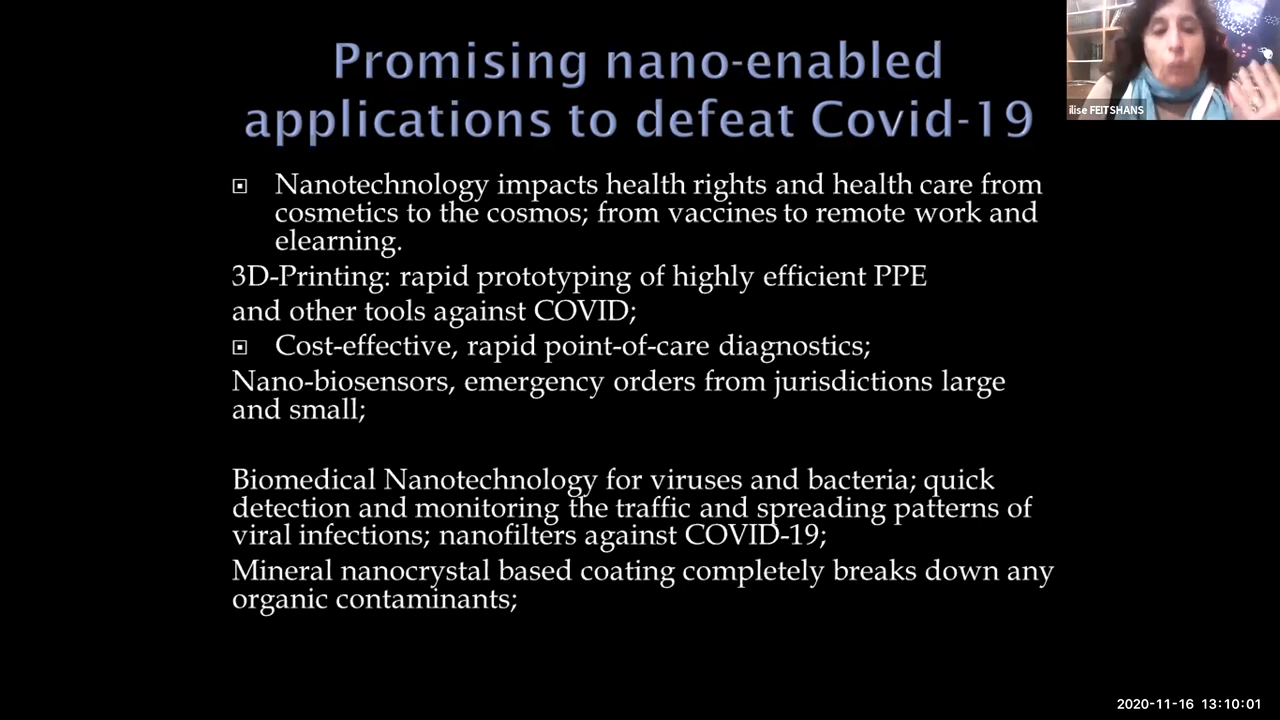 Promising nano-enabled
applications to defeat Covid-19
ilise FEITSHANS
Nanotechnology impacts health rights and health care from
cosmetics to the cosmos; from vaccines to remote work and
elearning.
3D-Printing: rapid prototyping of highly efficient PPE
and other tools against COVID;
Cost-effective, rapid point-of-care diagnostics;
Nano-biosensors, emergency orders from jurisdictions large
and small;
Biomedical Nanotechnology for viruses and bacteria; quick
detection and monitoring the traffic and spreading patterns of
viral infections; nanofilters against COVID-19;
Mineral nanocrystal based coating completely breaks down any
organic contaminants;
2020-11-16 13:10:01